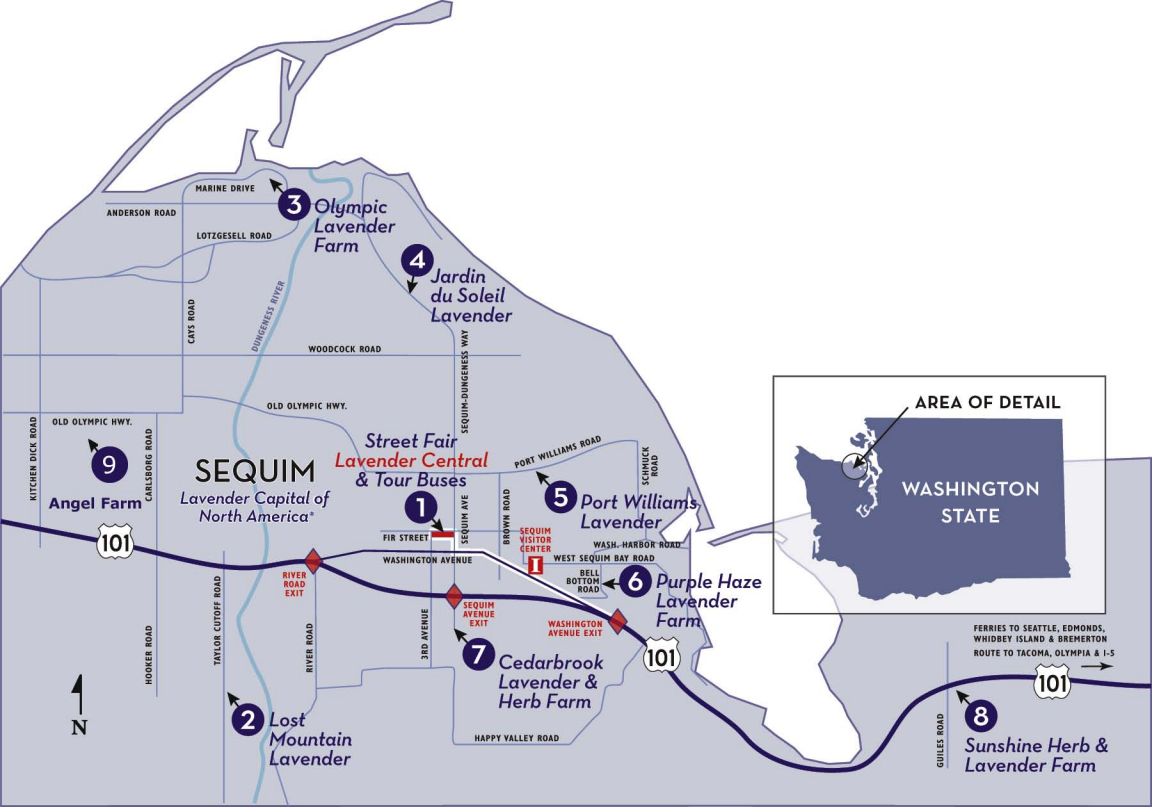 MARINE DRIVE
ANDERSON ROAD
3
Olympic
Lavender
Farm
LOTZGESELL ROAD
4
Jardin
du Soleil
Lavender
DUNGENESS RIVER
CAYS ROAD
WOODCOCK ROAD
SEQUIM-DUNGENESS WAY
OLD OLYMPIC HWY.
OLD OLYMPIC HWY.
KITCHEN DICK ROAD
CARLSBORG ROAD
9
Angel Farm
SEQUIM
Lavender Capital of
North America®
Street Fair
Lavender Central
& Tour Buses
1
PORT WILLIAMS ROAD
SCHMUCK
ROAD
5
Port Williams
Lavender
SEQUIM AVE
BROWN ROAD
FIR STREET
WASHINGTON AVENUE
SEQUIM
VISITOR
CENTER
I
WASH. HARBOR ROAD
WEST SEQUIM BAY ROAD
BELL
BOTTOM
ROAD
6
Purple Haze
Lavender
Farm
101
RIVER
ROAD
EXIT
SEQUIM
AVENUE
EXIT
WASHINGTON
AVENUE EXIT
101
HOOKER ROAD
TAYLOR CUTOFF ROAD
RIVER ROAD
3RD AVENUE
7
Cedarbrook
Lavender &
Herb Farm
N
2
Lost
Mountain
Lavender
HAPPY VALLEY ROAD
AREA OF DETAIL
WASHINGTON
STATE
FERRIES TO SEATTLE, EDMONDS,
WHIDBEY ISLAND & BREMERTON
ROUTE TO TACOMA, OLYMPIA & I-5
101
GUILES ROAD
8
Sunshine Herb &
Lavender Farm